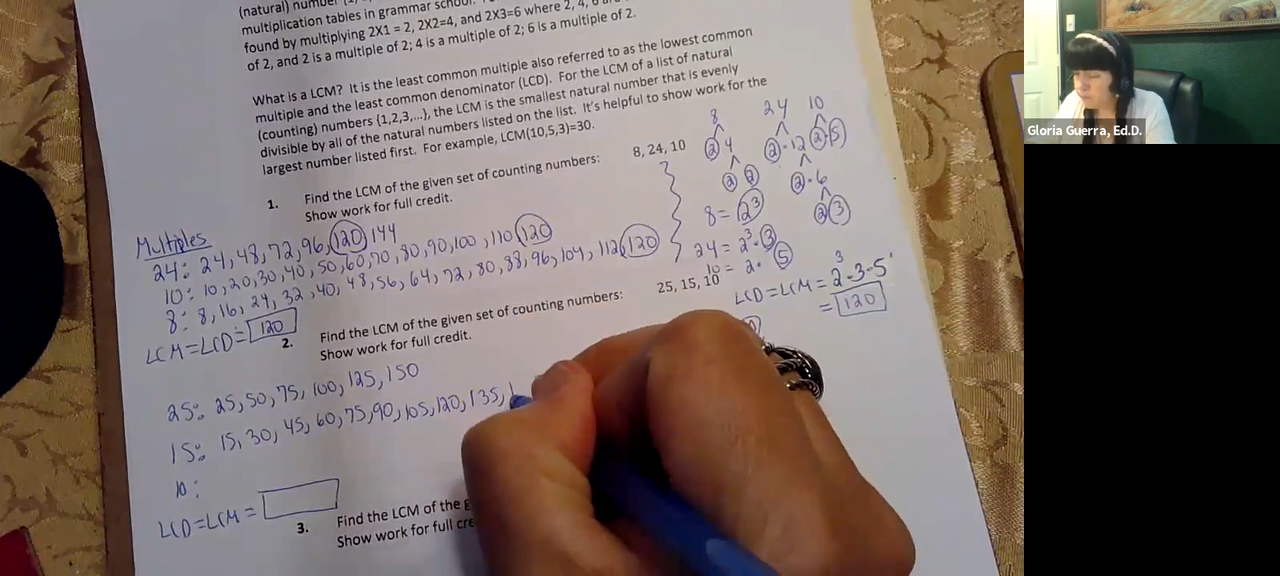 (natural) number
multiplication tables in grammar school.
found by multiplying 2X1 = 2, 2X2=4, and 2X3=6 where 2, 4, 6
of 2, and 2 is a multiple of 2; 4 is a multiple of 2; 6 is a multiple of 2.
What is a LCM? It is the least common multiple also referred to as the lowest common
multiple and the least common denominator (LCD). For the LCM of a list of natural
(counting) numbers {1,2,3,...}, the LCM is the smallest natural number that is evenly
divisible by all of the natural numbers listed on the list. It's helpful to show work for the
largest number listed first. For example, LCM(10,5,3)=30.
1. Find the LCM of the given set of counting numbers: 8, 24, 10
Show work for full credit.
Multiples
24: 24, 48, 72, 96, 120, 144
10: 10, 20, 30, 40, 50, 60, 70, 80, 90, 100, 110, 120
8: 8, 16, 24, 32, 40, 48, 56, 64, 72, 80, 88, 96, 104, 112, 120
LCM = LCD = 120
8 24 10
2 4 2 · 12 2 · 5
2 2 2 · 6
2 3
8 = 2³
24 = 2³ · 3
10 = 2 · 5
LCD = LCM = 2³ · 3 · 5¹
= 120
2. Find the LCM of the given set of counting numbers: 25, 15, 10
Show work for full credit.
25: 25, 50, 75, 100, 125, 150
15: 15, 30, 45, 60, 75, 90, 105, 120, 135, 1
10:
LCD = LCM =
3. Find the LCM of the g
Show work for full cre
Gloria Guerra, Ed.D.